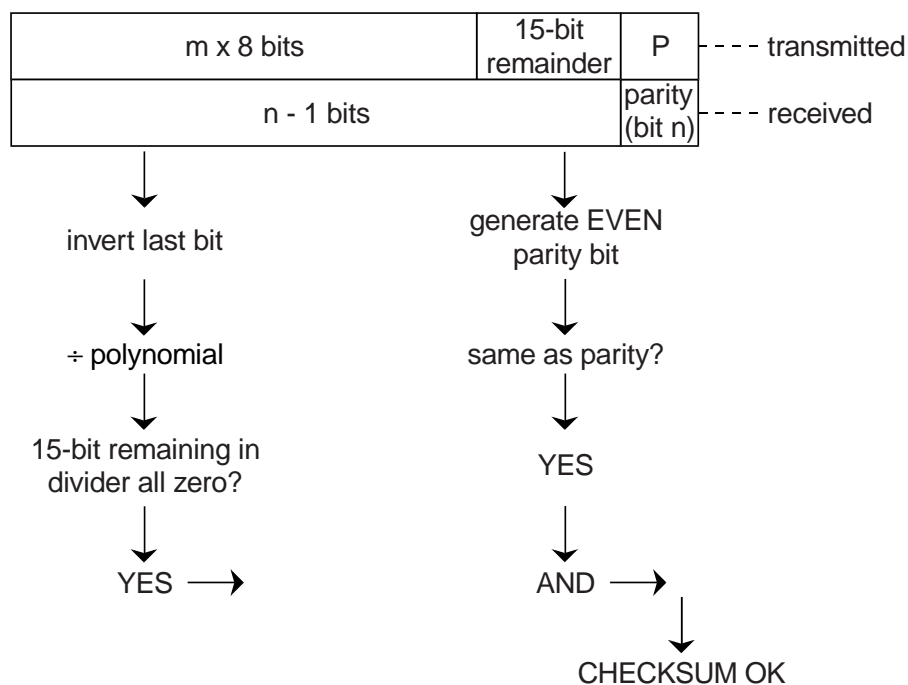 m x 8 bits
15-bit
remainder
P
transmitted
n - 1 bits
parity
(bit n)
received
invert last bit
generate EVEN
parity bit
÷ polynomial
same as parity?
15-bit remaining in
divider all zero?
YES
YES
AND
CHECKSUM OK